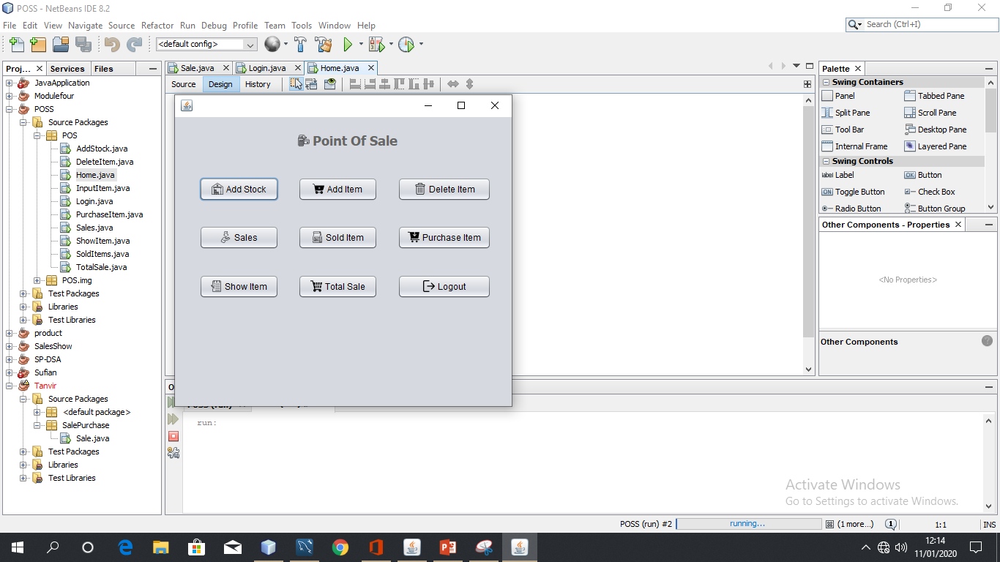 POSS - NetBeans IDE 8.2
File Edit View Navigate Source Refactor Run Debug Profile Team Tools Window Help
Search (Ctrl+I)
<default config>
Proj... Services Files
JavaApplication
Modulefour
POSS
Source Packages
POS
AddStock.java
DeleteItem.java
Home.java
InputItem.java
Login.java
PurchaseItem.java
Sales.java
ShowItem.java
SoldItems.java
TotalSale.java
POS.img
Test Packages
Libraries
Test Libraries
product
SalesShow
SP-DSA
Sufian
Tanvir
Source Packages
<default package>
SalePurchase
Sale.java
Test Packages
Libraries
Test Libraries
Sale.java Login.java Home.java
Source Design History
Point Of Sale
Add Stock Add Item Delete Item
Sales Sold Item Purchase Item
Show Item Total Sale Logout
run:
Palette
Swing Containers
Panel Tabbed Pane
Split Pane Scroll Pane
Tool Bar Desktop Pane
Internal Frame Layered Pane
Swing Controls
label Label OK Button
ON Toggle Button Check Box
Radio Button Button Group
Other Components - Properties
<No Properties>
Other Components
Activate Windows
Go to Settings to activate Windows.
POSS (run) #2 running... (1 more...) 1 1:1 INS
12:14
11/01/2020